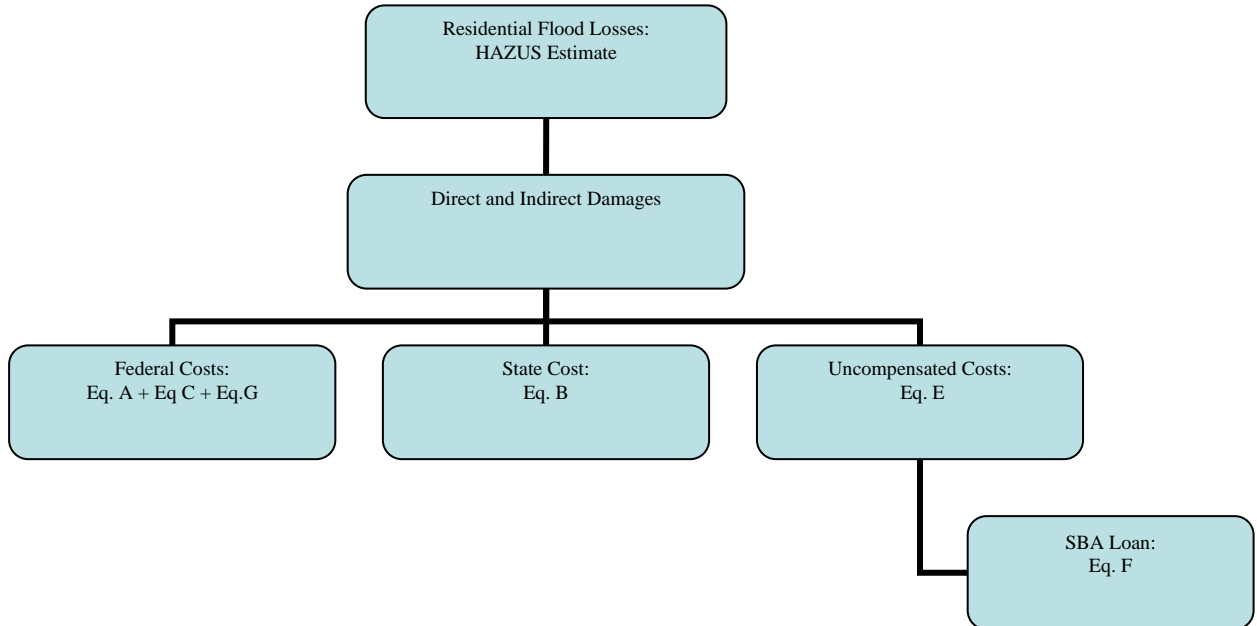 Residential Flood Losses:
HAZUS Estimate
Direct and Indirect Damages
Federal Costs:
Eq. A + Eq C + Eq.G
State Cost:
Eq. B
Uncompensated Costs:
Eq. E
SBA Loan:
Eq. F